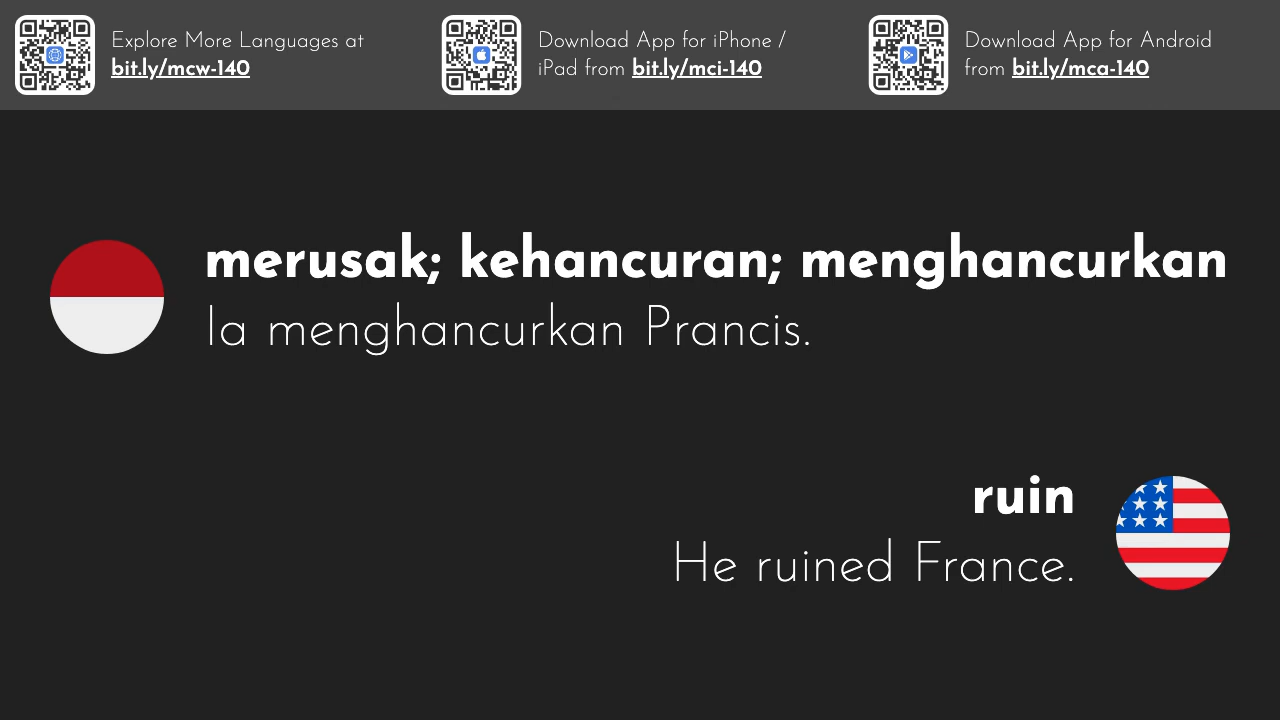 Explore More Languages at
bit.ly/mcw-140
Download App for iPhone /
iPad from bit.ly/mci-140
Download App for Android
from bit.ly/mca-140
merusak; kehancuran; menghancurkan
Ia menghancurkan Prancis.
ruin
He ruined France.